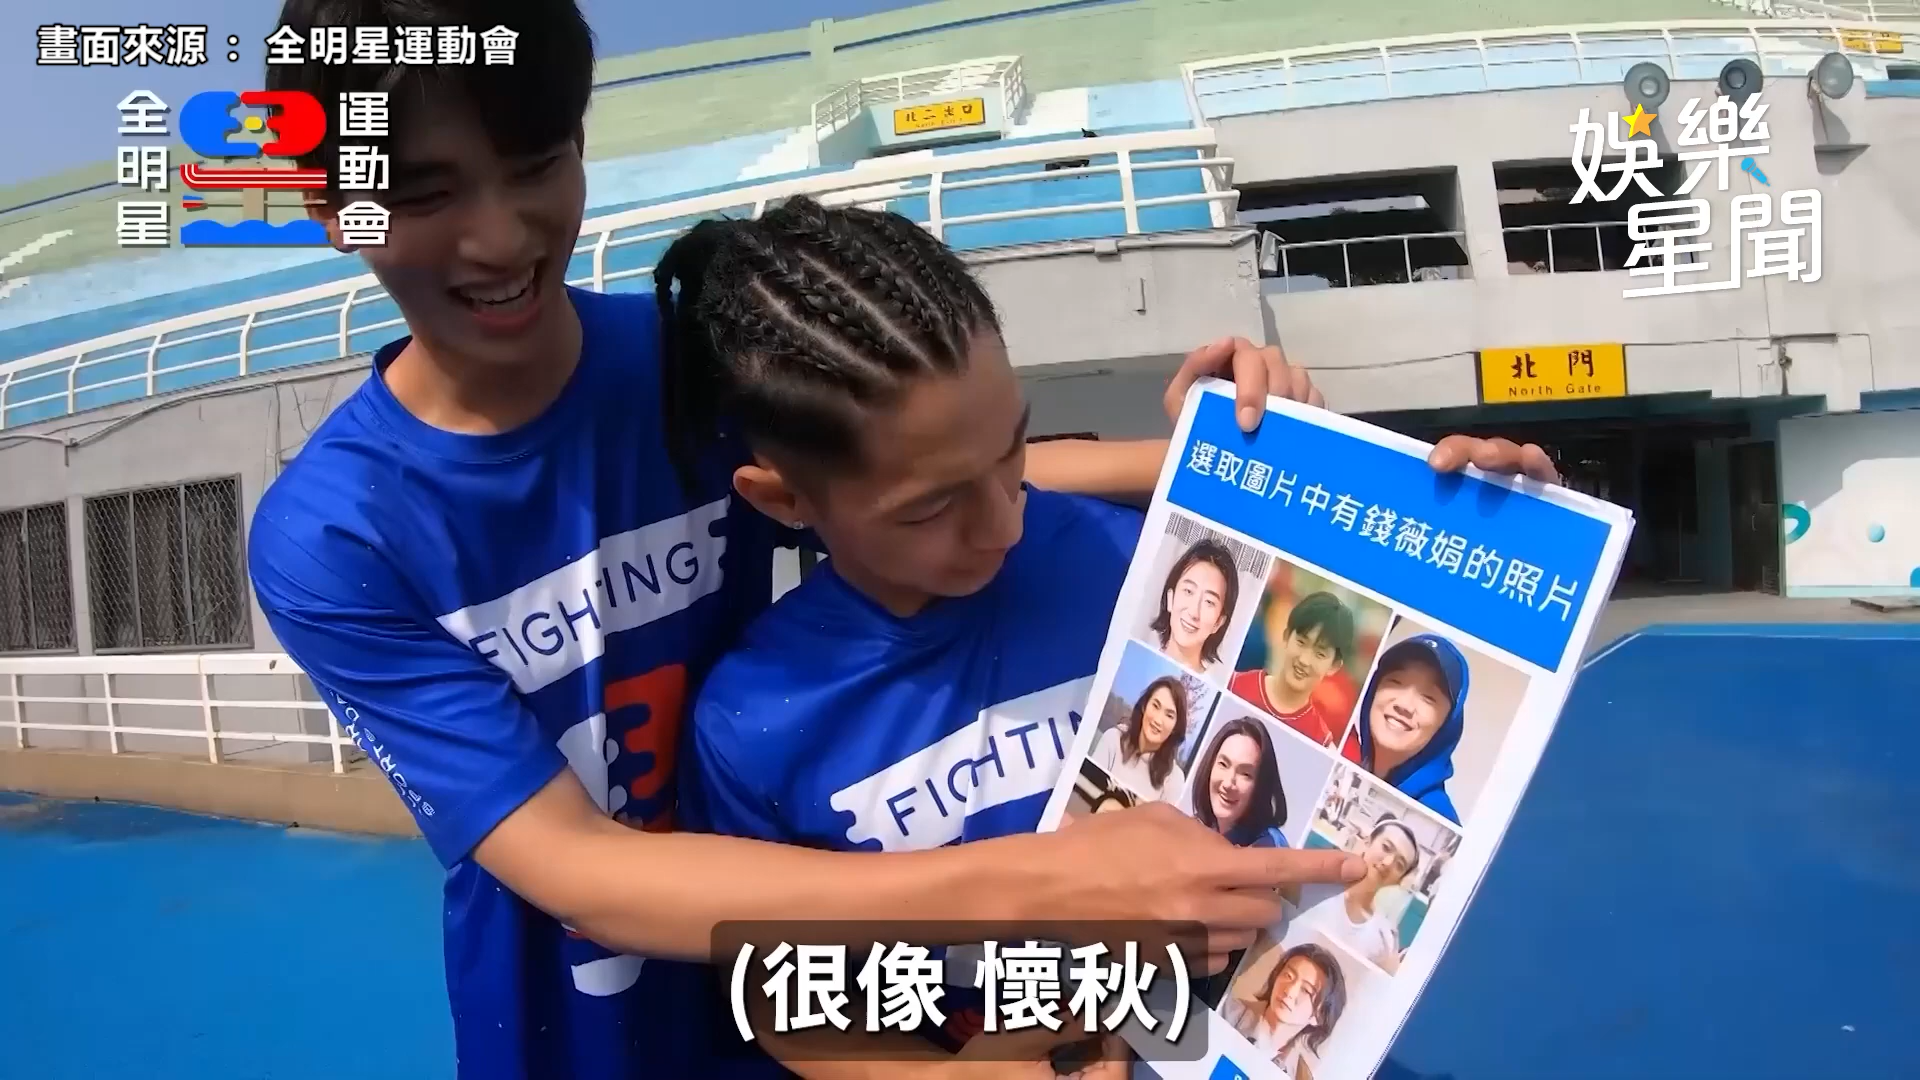 畫面來源 : 全明星運動會
全明星
運動會
娛樂
星聞
北二出口
北門
North Gate
選取圖片中有錢薇娟的照片
FIGHTING
FIGHTIN
(很像 懷秋)